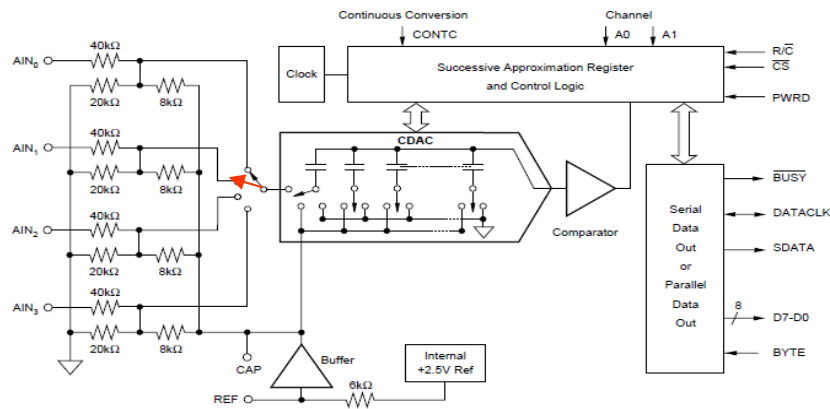 Continuous Conversion
Channel
CONTC
A0
A1
AIN0
40kΩ
20kΩ
8kΩ
Clock
Successive Approximation Register
and Control Logic
R/C̅
C̅S̅
PWRD
AIN1
40kΩ
20kΩ
8kΩ
CDAC
Comparator
AIN2
40kΩ
20kΩ
8kΩ
Serial
Data
Out
or
Parallel
Data
Out
B̅U̅S̅Y̅
DATACLK
SDATA
8
D7-D0
BYTE
AIN3
40kΩ
20kΩ
8kΩ
CAP
Buffer
Internal
+2.5V Ref
REF
6kΩ